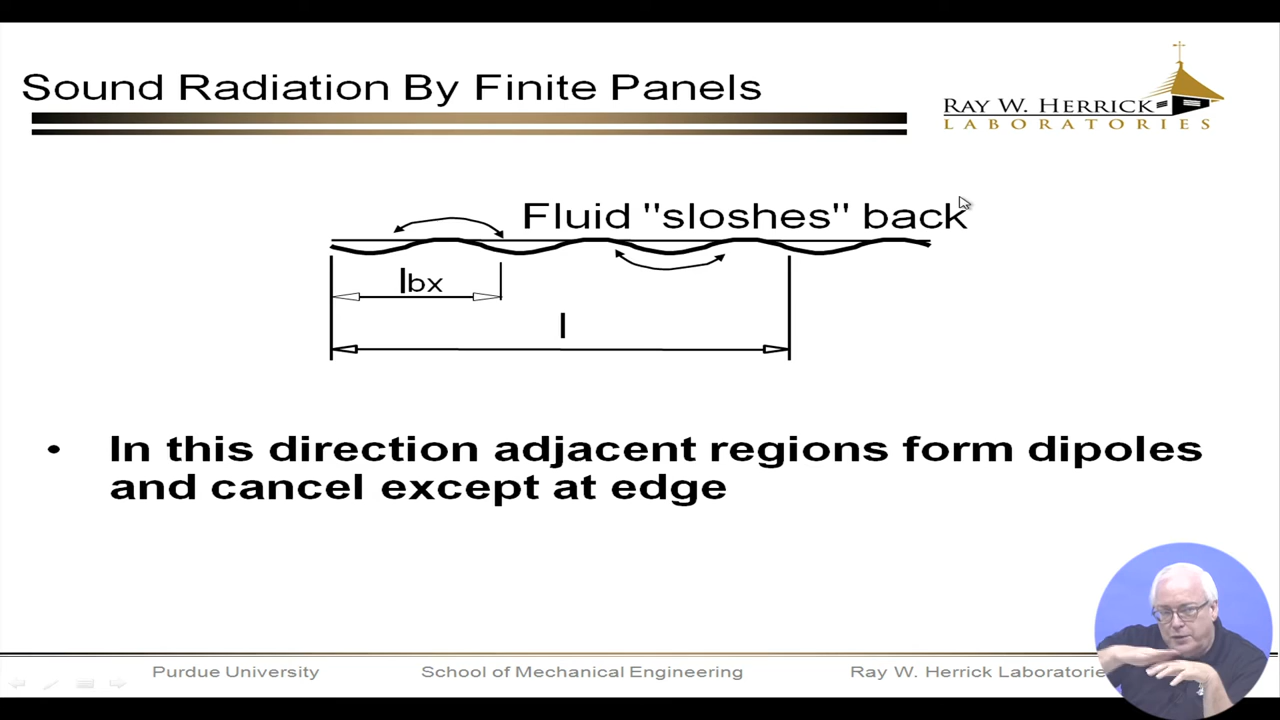 Sound Radiation By Finite Panels
RAY W. HERRICK
LABORATORIES
Fluid "sloshes" back
lbx
l
• In this direction adjacent regions form dipoles
and cancel except at edge
Purdue University School of Mechanical Engineering Ray W. Herrick Laboratorie